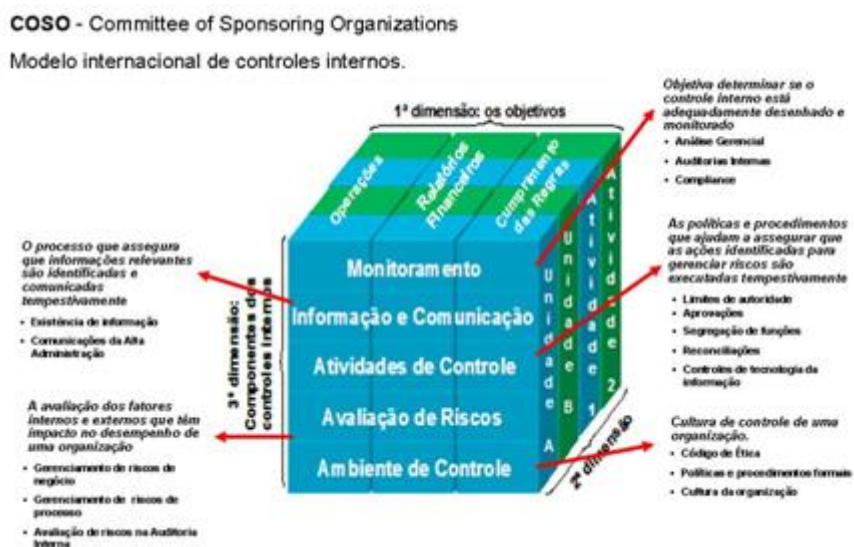 COSO - Committee of Sponsoring Organizations
Modelo internacional de controles internos.
1ª dimensão: os objetivos
Operações
Relatórios
Financeiros
Cumprimento
das Regras
Monitoramento
Informação e Comunicação
Atividades de Controle
Avaliação de Riscos
Ambiente de Controle
Unidade A
Unidade B
Atividade 1
Atividade 2
2ª dimensão
3ª dimensão:
Componentes dos
controles Internos
O processo que assegura
que informações relevantes
são identificadas e
comunicadas
tempestivamente
• Existência de informação
• Comunicações da Alta
Administração
A avaliação dos fatores
internos e externos que têm
impacto no desempenho de
uma organização
• Gerenciamento de riscos de
negócio
• Gerenciamento de riscos de
processo
• Avaliação de riscos na Auditoria
Interna
Objetiva determinar se o
controle interno está
adequadamente desenhado e
monitorado
• Análise Gerencial
• Auditorias Internas
• Compliance
As políticas e procedimentos
que ajudam a assegurar que
as ações identificadas para
gerenciar riscos são
executadas tempestivamente
• Limites de autoridade
• Aprovações
• Segregação de funções
• Reconciliações
• Controles de tecnologia da
informação
Cultura de controle de uma
organização.
• Código de Ética
• Políticas e procedimentos formais
• Cultura da organização